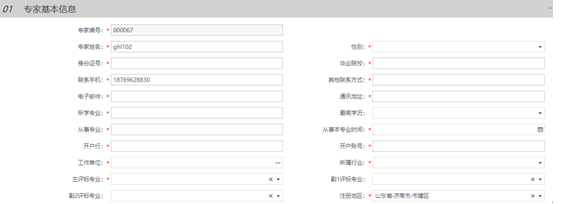 01 专家基本信息
专家编号: * 000067
专家姓名: * ghl102 性别: *
身份证号: * 毕业院校: *
联系手机: * 18769628830 其他联系方式: *
电子邮件: * 通讯地址: *
所学专业: * 最高学历:
从事专业: * 从事本专业时间: *
开户行: * 开户账号: *
工作单位: * 所属行业: *
主评标专业: * 副1评标专业:
副2评标专业: 注册地区: * 山东省·济南市·市辖区